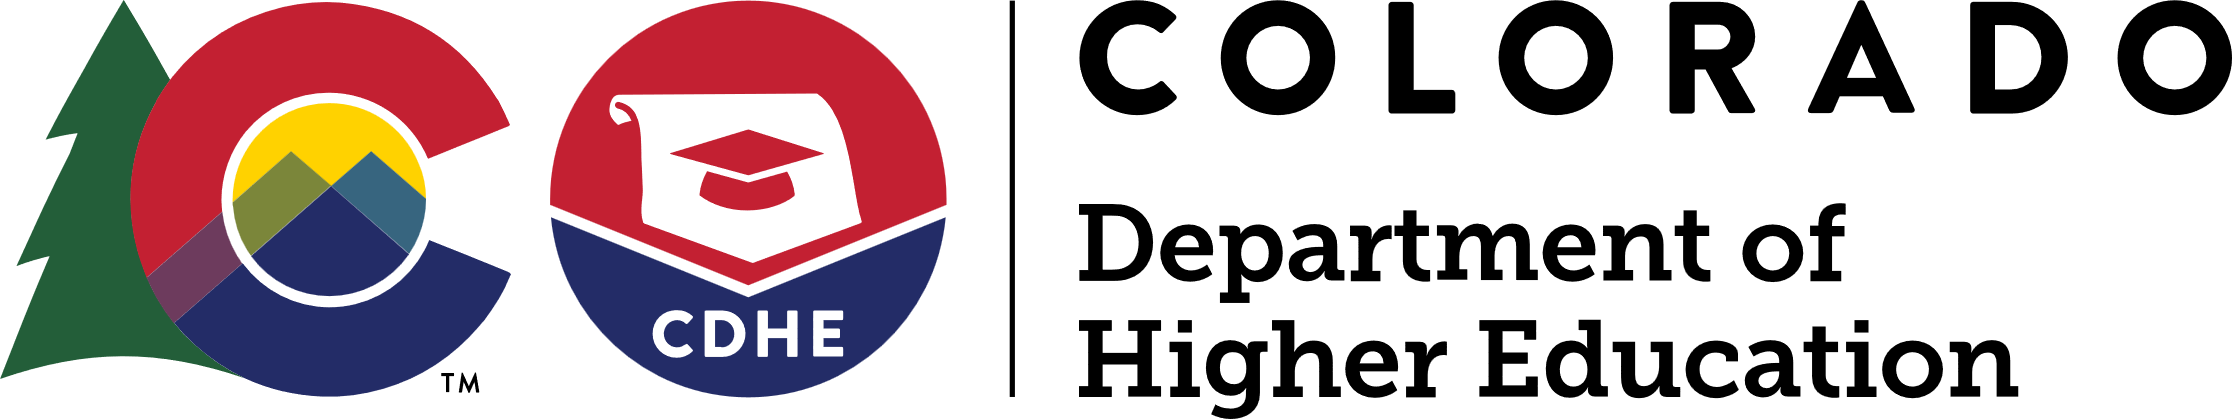 TM
CDHE
COLORADO
Department of
Higher Education